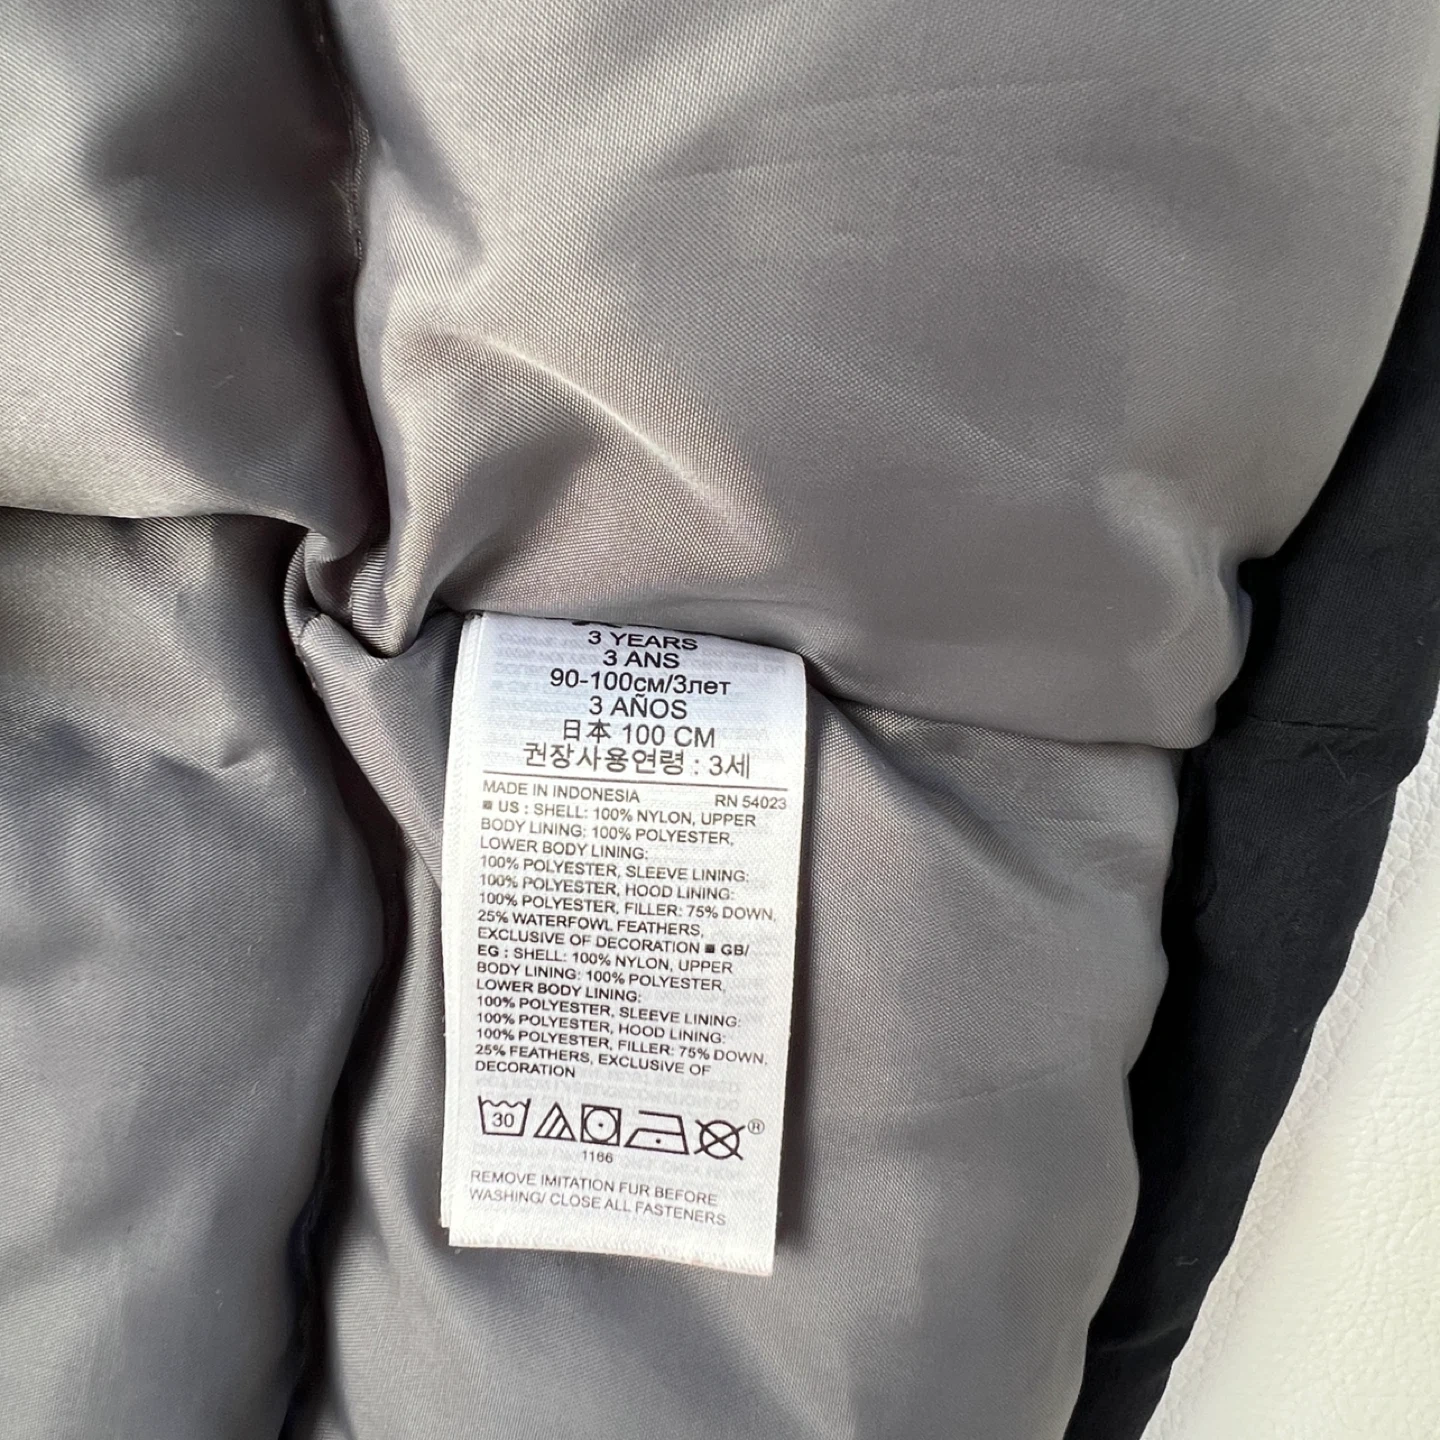 3 YEARS
3 ANS
90-100см/3лет
3 AÑOS
日本 100 CM
권장사용연령 : 3세
MADE IN INDONESIA RN 54023
■ US : SHELL: 100% NYLON, UPPER
BODY LINING: 100% POLYESTER,
LOWER BODY LINING:
100% POLYESTER, SLEEVE LINING:
100% POLYESTER, HOOD LINING:
100% POLYESTER, FILLER: 75% DOWN,
25% WATERFOWL FEATHERS,
EXCLUSIVE OF DECORATION ■ GB/
EG : SHELL: 100% NYLON, UPPER
BODY LINING: 100% POLYESTER,
LOWER BODY LINING:
100% POLYESTER, SLEEVE LINING:
100% POLYESTER, HOOD LINING:
100% POLYESTER, FILLER: 75% DOWN,
25% FEATHERS, EXCLUSIVE OF
DECORATION
30 ®
1166
REMOVE IMITATION FUR BEFORE
WASHING/ CLOSE ALL FASTENERS